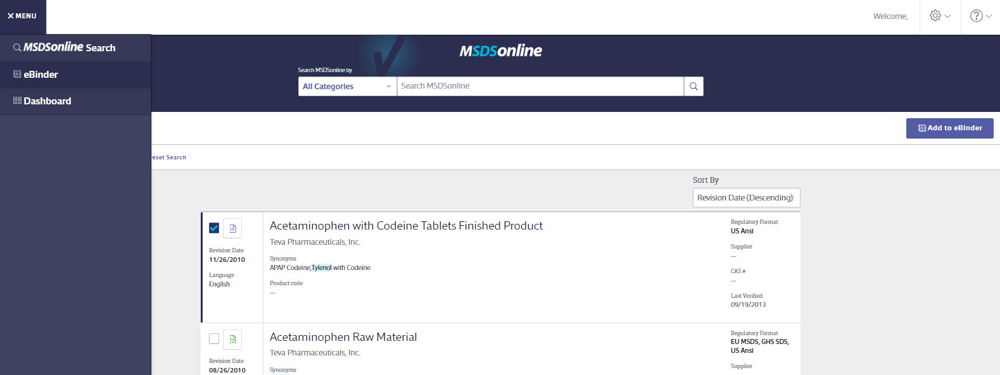 MENU
Welcome,
MSDSonline Search
eBinder
Dashboard
MSDSonline
Search MSDSonline by
All Categories
Search MSDSonline
Add to eBinder
eset Search
Sort By
Revision Date (Descending)
Acetaminophen with Codeine Tablets Finished Product
Teva Pharmaceuticals, Inc.
Revision Date
11/26/2010
Language
English
Synonyms
APAP Codeine,Tylenol with Codeine
Product code
—
Regulatory Format
US Ansi
Supplier
—
CAS #
—
Last Verified
09/19/2013
Acetaminophen Raw Material
Teva Pharmaceuticals, Inc.
Revision Date
08/26/2010
Synonyms
Regulatory Format
EU MSDS, GHS SDS,
US Ansi
Supplier